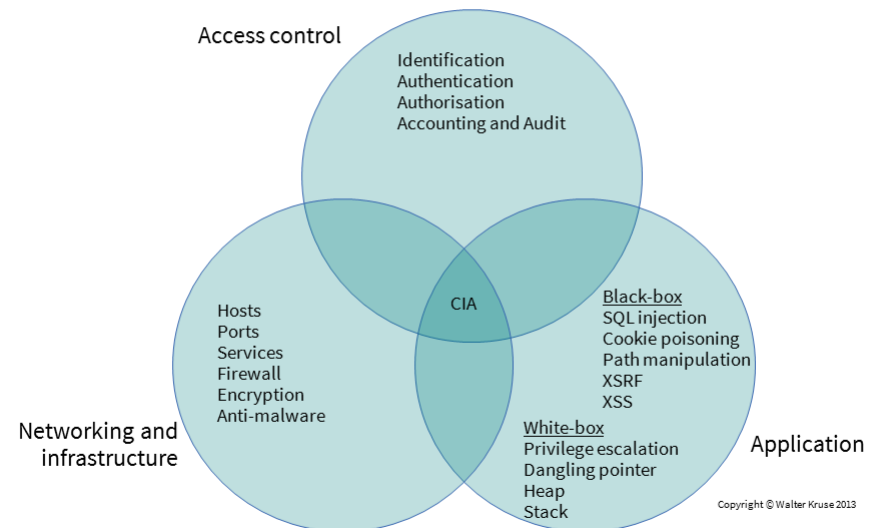 Access control
Identification
Authentication
Authorisation
Accounting and Audit
CIA
Hosts
Ports
Services
Firewall
Encryption
Anti-malware
Networking and
infrastructure
Black-box
SQL injection
Cookie poisoning
Path manipulation
XSRF
XSS
White-box
Privilege escalation
Dangling pointer
Heap
Stack
Application
Copyright © Walter Kruse 2013